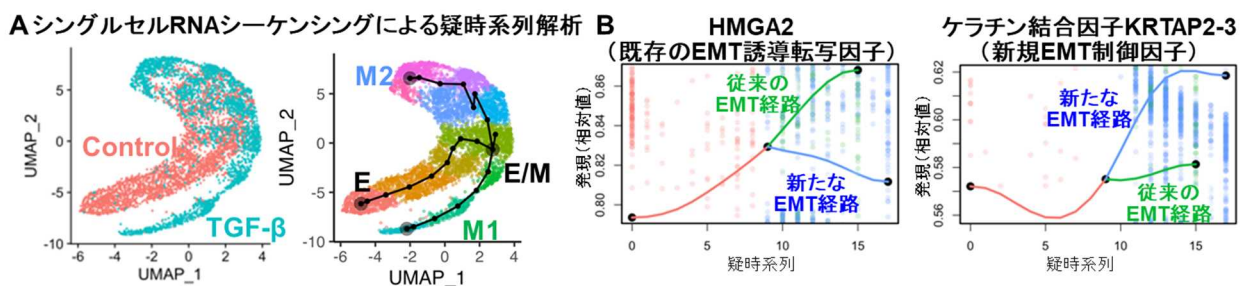 A シングルセルRNAシーケンシングによる疑時系列解析
Control
TGF-β
UMAP_2
5
0
-5
-10
-6
-4
-2
0
2
4
UMAP_1
M2
E
E/M
M1
UMAP_2
5
0
-5
-10
-6
-4
-2
0
2
4
UMAP_1
B
HMGA2
(既存のEMT誘導転写因子)
従来の
EMT経路
新たな
EMT経路
発現(相対値)
0.86
0.84
0.82
0.80
0
5
10
15
疑時系列
ケラチン結合因子KRTAP2-3
(新規EMT制御因子)
新たな
EMT経路
従来の
EMT経路
発現(相対値)
0.62
0.60
0.58
0.56
0
5
10
15
疑時系列